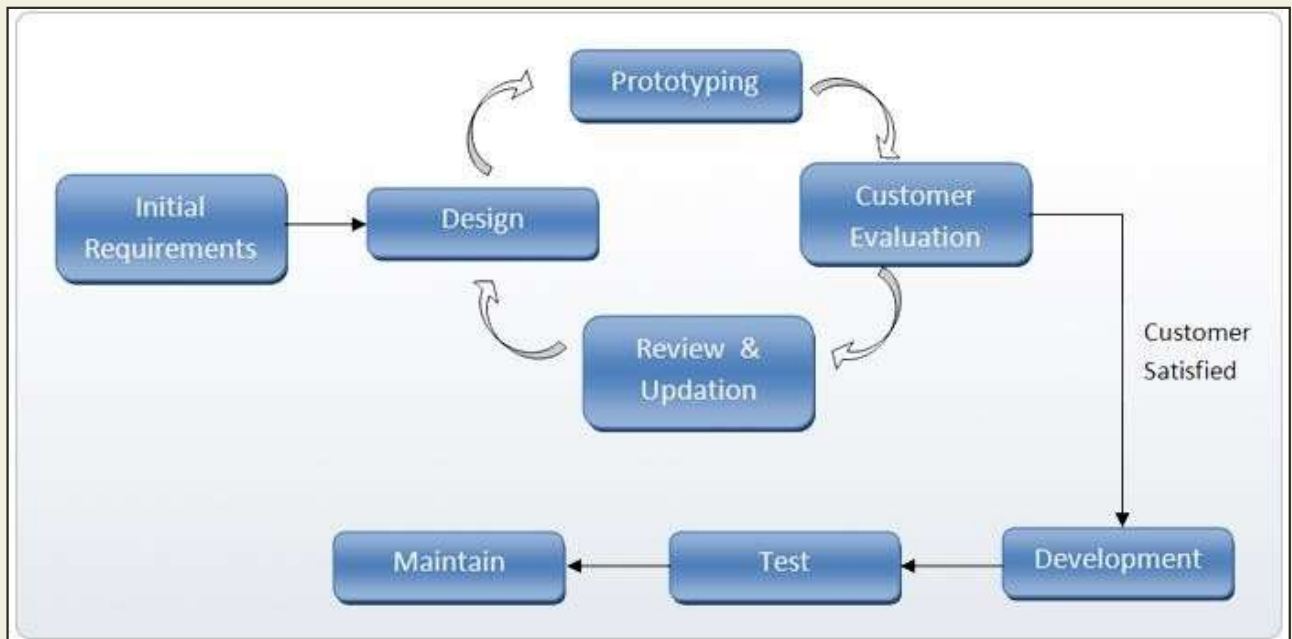 Prototyping
Initial
Requirements
Design
Customer
Evaluation
Review &
Updation
Customer
Satisfied
Development
Test
Maintain